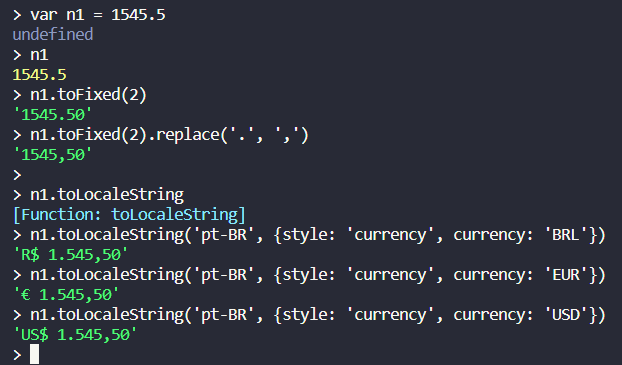 > var n1 = 1545.5
undefined
> n1
1545.5
> n1.toFixed(2)
'1545.50'
> n1.toFixed(2).replace('.', ',')
'1545,50'
>
> n1.toLocaleString
[Function: toLocaleString]
> n1.toLocaleString('pt-BR', {style: 'currency', currency: 'BRL'})
'R$ 1.545,50'
> n1.toLocaleString('pt-BR', {style: 'currency', currency: 'EUR'})
'€ 1.545,50'
> n1.toLocaleString('pt-BR', {style: 'currency', currency: 'USD'})
'US$ 1.545,50'
>